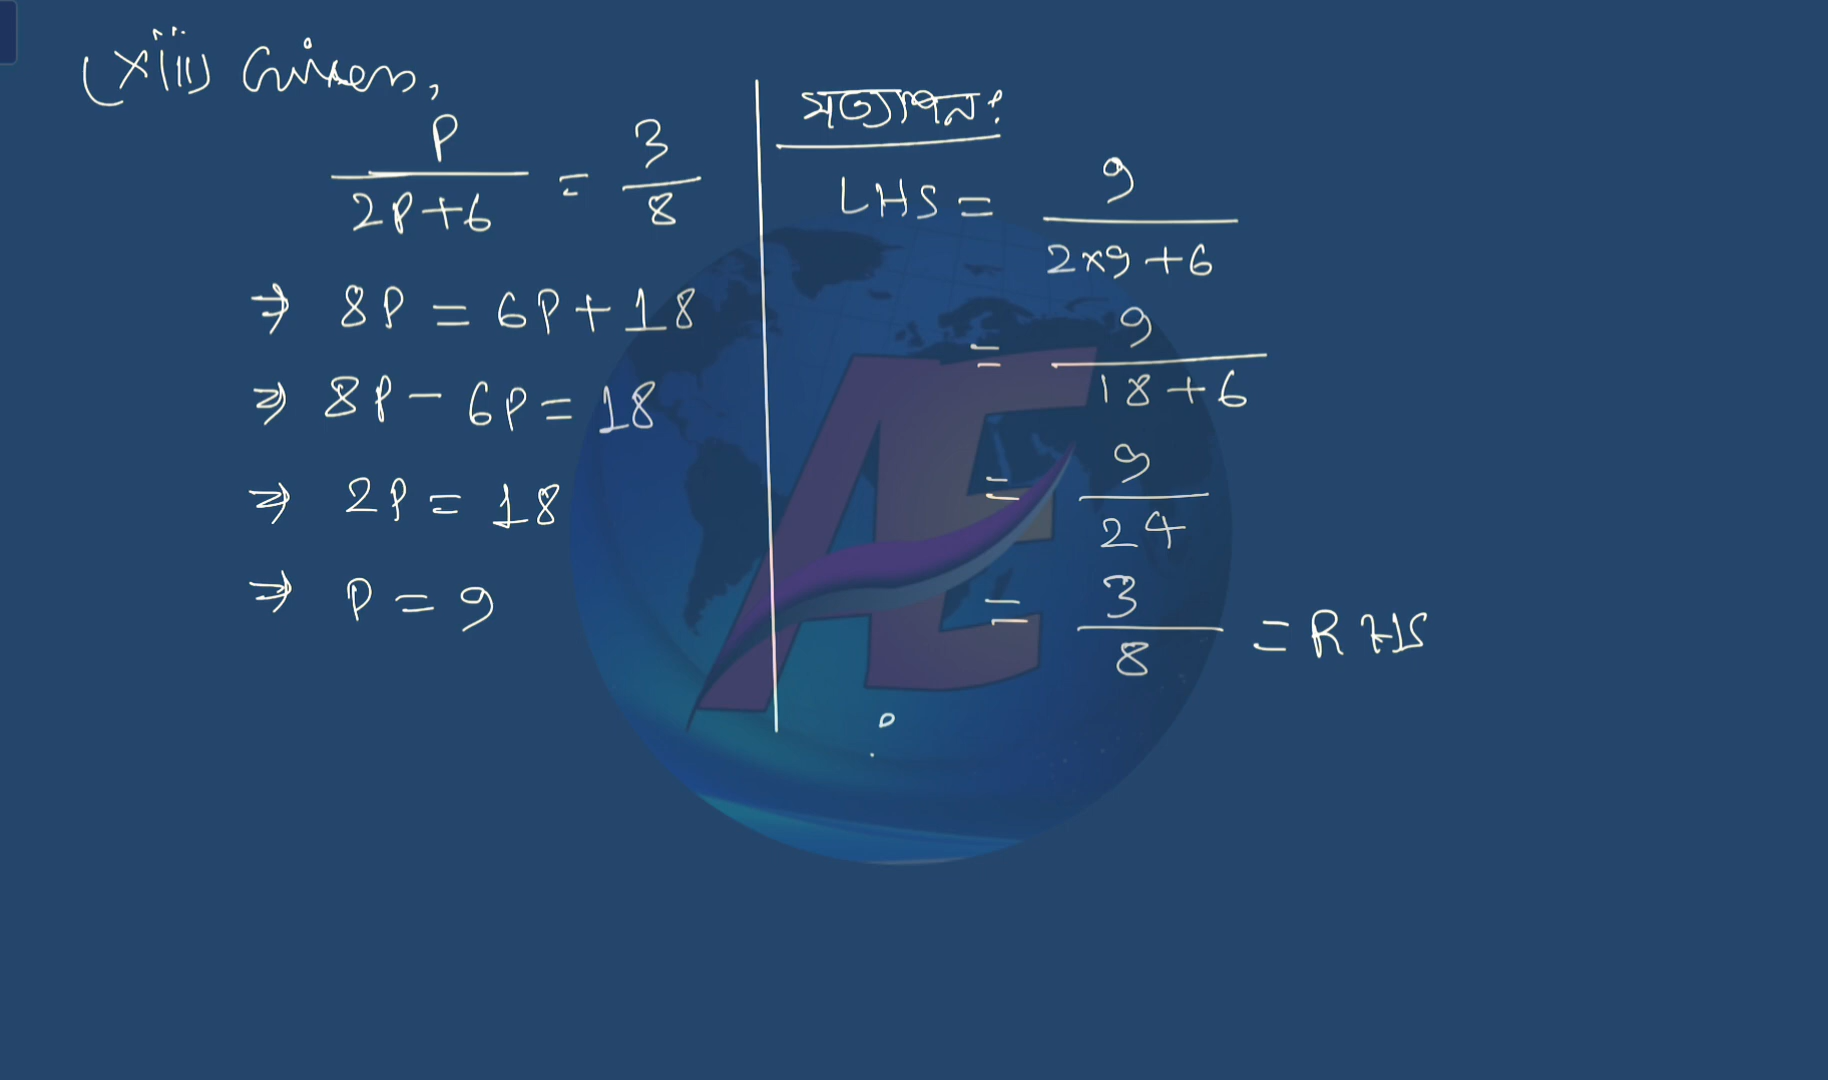 (xiii) Given,
P/(2P+6) = 3/8
⇒ 8P = 6P + 18
⇒ 8P - 6P = 18
⇒ 2P = 18
⇒ P = 9
সত্যাপন:
LHS = 9/(2×9+6)
= 9/(18+6)
= 9/24
= 3/8 = RHS
AE